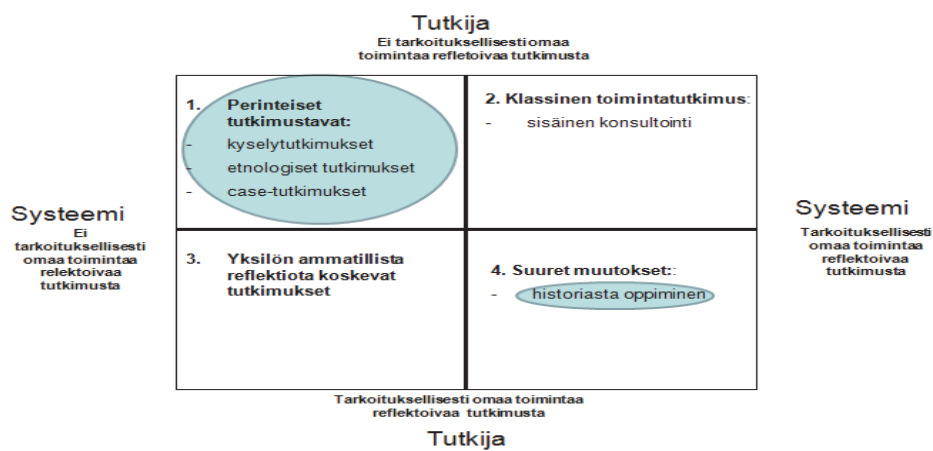 Tutkija
Ei tarkoituksellisesti omaa
toimintaa refletoivaa tutkimusta
1. Perinteiset
tutkimustavat:
- kyselytutkimukset
- etnologiset tutkimukset
- case-tutkimukset
2. Klassinen toimintatutkimus:
- sisäinen konsultointi
Systeemi
Ei
tarkoituksellisesti
omaa toimintaa
relektoivaa
tutkimusta
Systeemi
Tarkoituksellisesti
omaa toimintaa
reflektoivaa
tutkimusta
3. Yksilön ammatillista
reflektiota koskevat
tutkimukset
4. Suuret muutokset::
- historiasta oppiminen
Tarkoituksellisesti omaa toimintaa
reflektoivaa tutkimusta
Tutkija